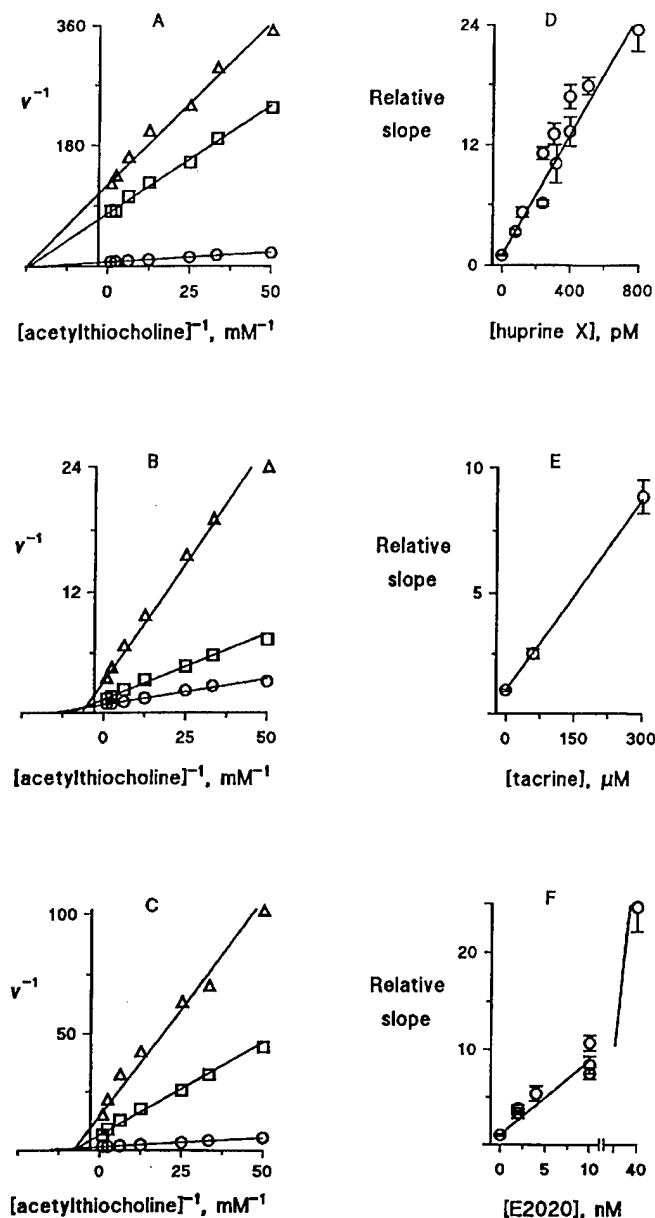 A
360
v⁻¹
180
0 25 50
[acetylthiocholine]⁻¹, mM⁻¹
D
24
Relative
slope
12
0
0 400 800
[huprine X], pM
B
24
v⁻¹
12
0 25 50
[acetylthiocholine]⁻¹, mM⁻¹
E
10
Relative
slope
5
0
0 150 300
[tacrine], µM
C
100
v⁻¹
50
0 25 50
[acetylthiocholine]⁻¹, mM⁻¹
F
20
Relative
slope
10
0
0 5 10 40
[E2020], nM